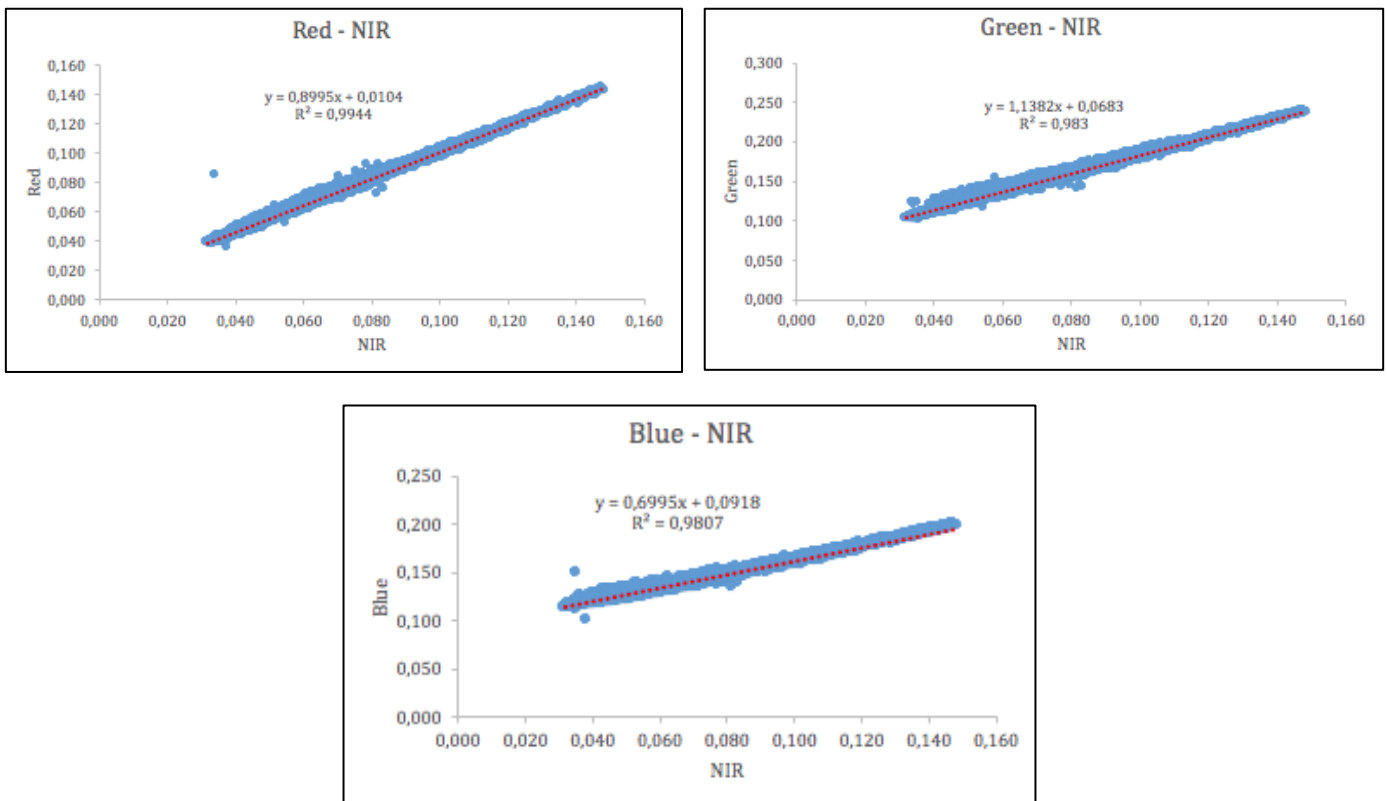 Red - NIR
0,160
0,140
0,120
0,100
0,080
0,060
0,040
0,020
0,000
Red
y = 0,8995x + 0,0104
R² = 0,9944
0,000 0,020 0,040 0,060 0,080 0,100 0,120 0,140 0,160
NIR
Green - NIR
0,300
0,250
0,200
0,150
0,100
0,050
0,000
Green
y = 1,1382x + 0,0683
R² = 0,983
0,000 0,020 0,040 0,060 0,080 0,100 0,120 0,140 0,160
NIR
Blue - NIR
0,250
0,200
0,150
0,100
0,050
0,000
Blue
y = 0,6995x + 0,0918
R² = 0,9807
0,000 0,020 0,040 0,060 0,080 0,100 0,120 0,140 0,160
NIR